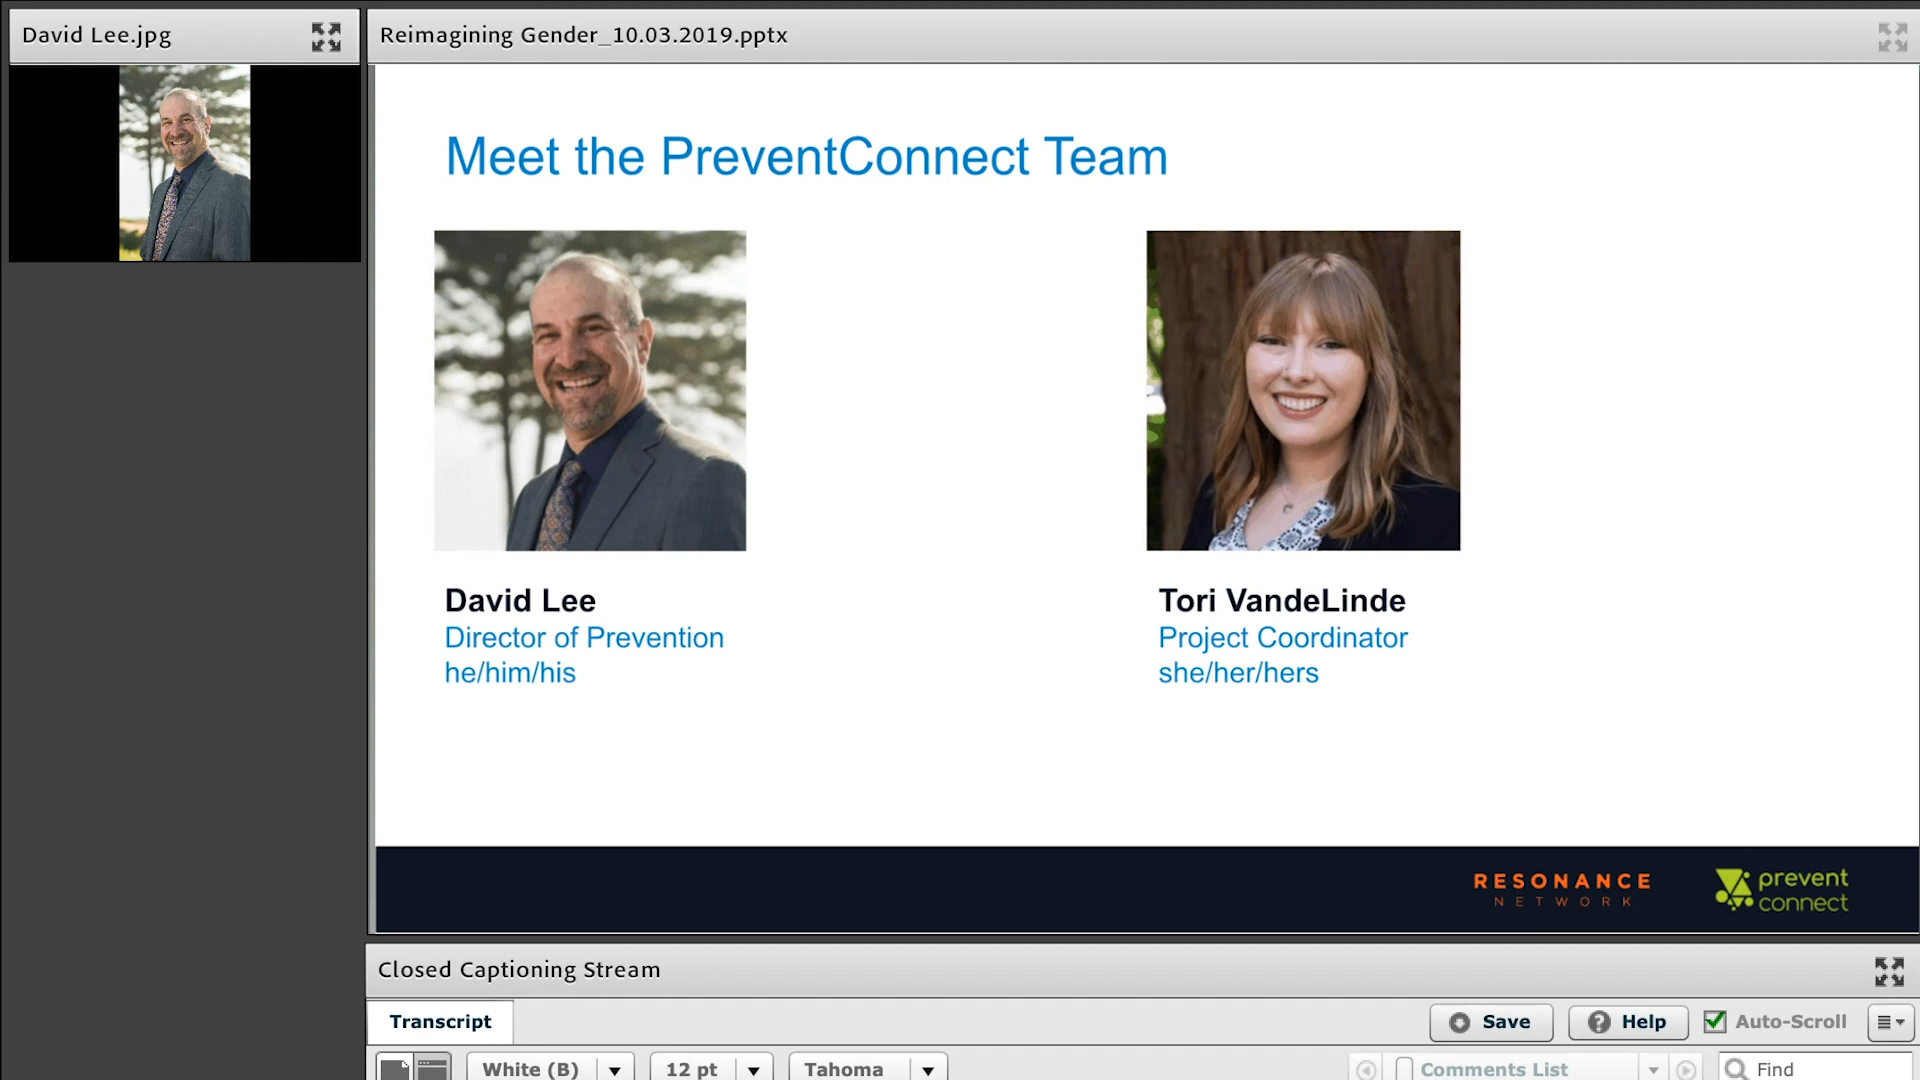 David Lee.jpg
Reimagining Gender_10.03.2019.pptx
Meet the PreventConnect Team
David Lee
Director of Prevention
he/him/his
Tori VandeLinde
Project Coordinator
she/her/hers
RESONANCE
NETWORK
prevent
connect
Closed Captioning Stream
Transcript
Save
Help
Auto-Scroll
White (B)
12 pt
Tahoma
Comments List
Find